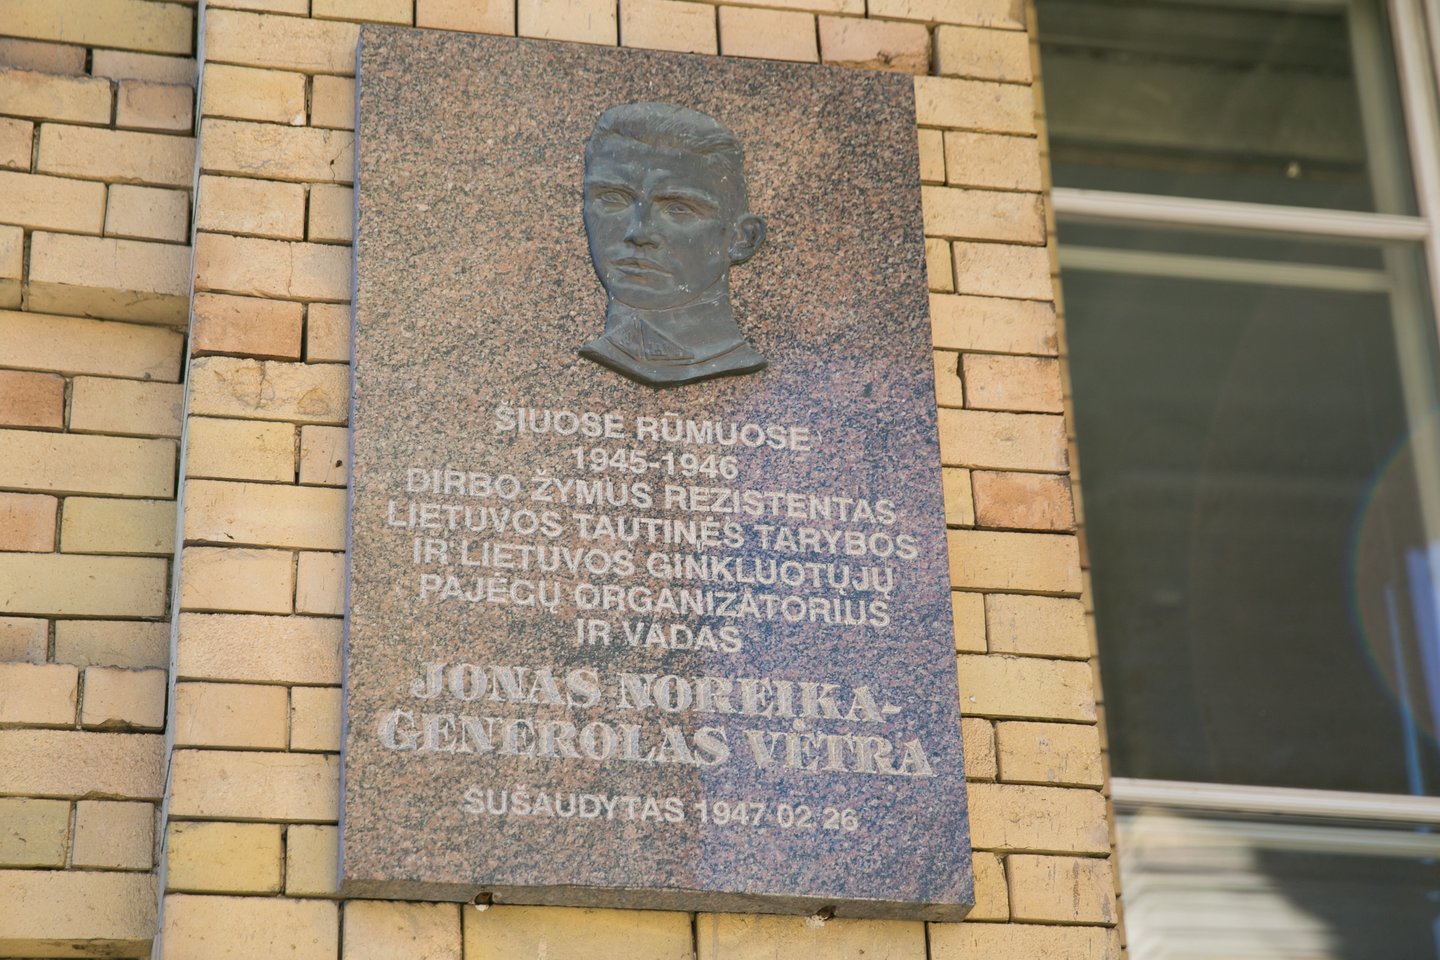 ŠIUOSE RŪMUOSE
1945-1946
DIRBO ŽYMUS REZISTENTAS
LIETUVOS TAUTINĖS TARYBOS
IR LIETUVOS GINKLUOTŲJŲ
PAJĖGŲ ORGANIZATORIUS
IR VADAS
JONAS NOREIKA-
GENEROLAS VĖTRA
SUŠAUDYTAS 1947 02 26